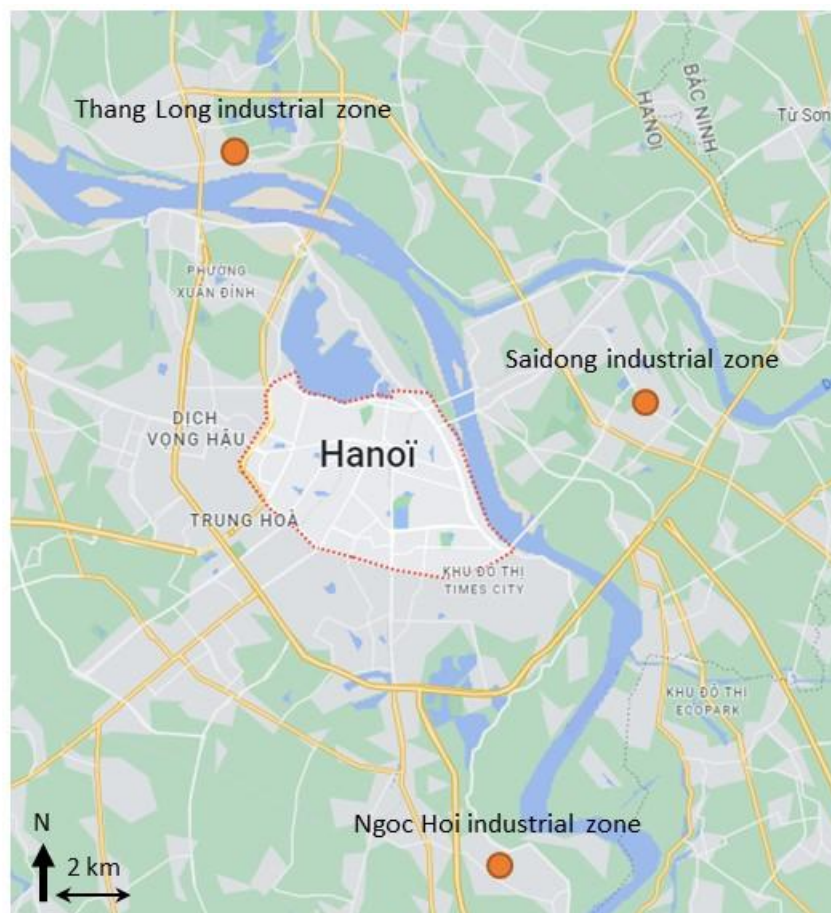 Thang Long industrial zone
BẮC NINH
HANOI
Từ Sơn
PHƯỜNG
XUÂN ĐỈNH
Saidong industrial zone
DỊCH
VỌNG HẬU
Hanoï
TRUNG HOÀ
KHU ĐÔ THỊ
TIMES CITY
KHU ĐÔ THỊ
ECOPARK
Ngoc Hoi industrial zone
N
2 km